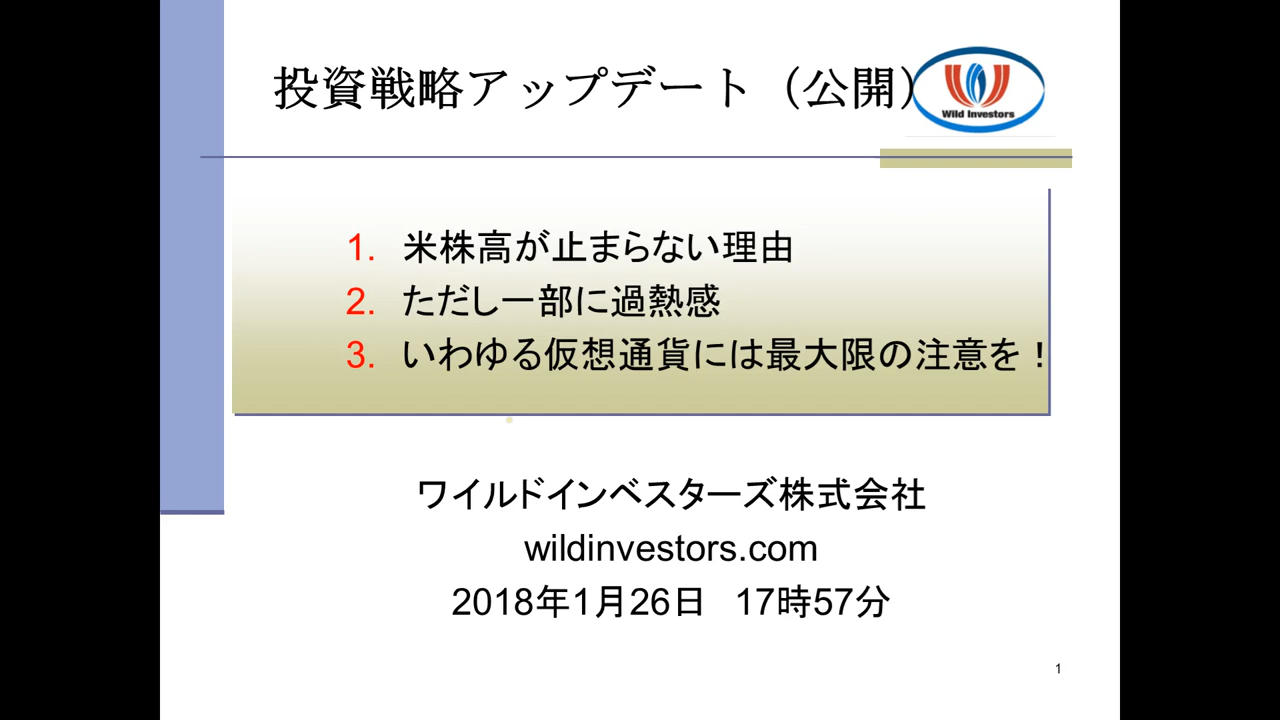 投資戦略アップデート（公開）
Wild Investors
1. 米株高が止まらない理由
2. ただし一部に過熱感
3. いわゆる仮想通貨には最大限の注意を！
ワイルドインベスターズ株式会社
wildinvestors.com
2018年1月26日　17時57分
1